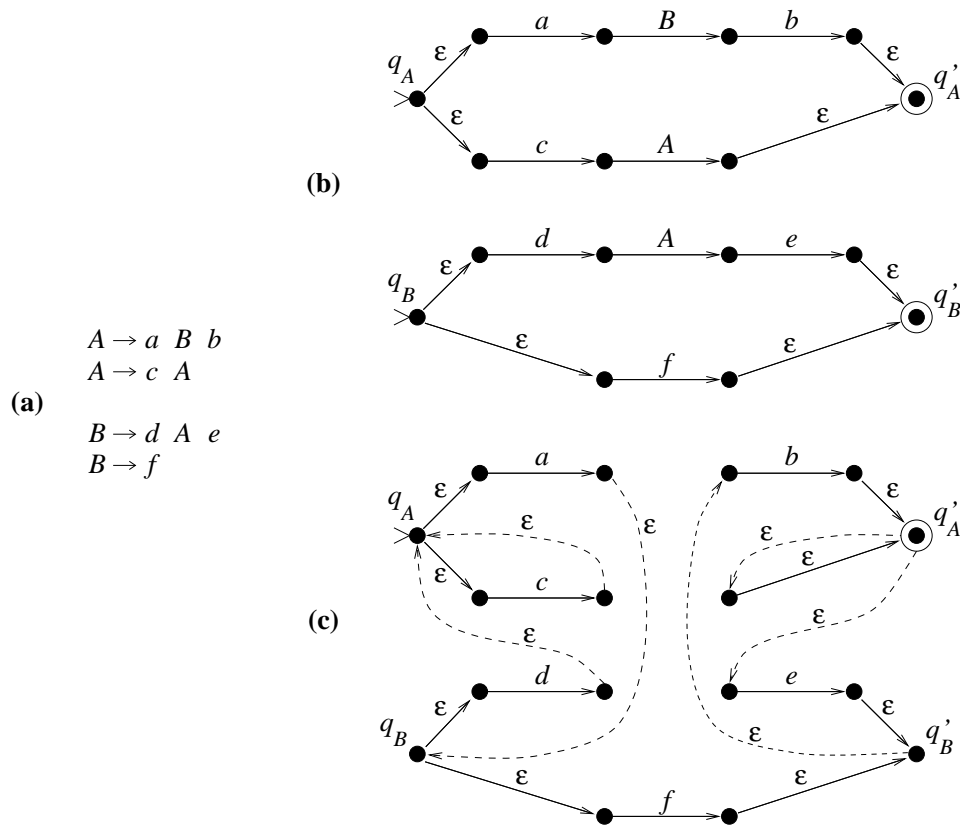 (a)
A → a B b
A → c A
B → d A e
B → f
(b)
ε a B b ε
q_A q'_A
ε c A ε
ε d A e ε
q_B q'_B
ε f ε
(c)
ε a ε b ε
q_A ε ε q'_A
ε c ε
ε ε
ε d e ε
q_B ε ε q'_B
ε f ε